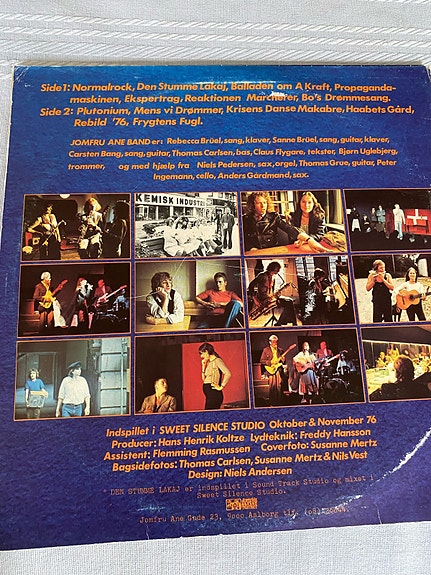 Side 1: Normalrock, Den Stumme Lakaj, Balladen om A Kraft, Propaganda-
maskinen, Ekspertrag, Reaktionen Marcherer, Bo's Drømmesang.
Side 2: Plutonium, Mens vi Drømmer, Krisens Danse Makabre, Haabets Gård,
Rebild '76, Frygtens Fugl.
JOMFRU ANE BAND er: Rebecca Brüel, sang, klaver, Sanne Brüel, sang, guitar, klaver,
Carsten Bang, sang, guitar, Thomas Carlsen, bas, Claus Flygare, tekster, Bjørn Uglebjerg,
trommer, og med hjælp fra Niels Pedersen, sax, orgel, Thomas Grue, guitar, Peter
Ingemann, cello, Anders Gårdmand, sax.
KEMISK INDUSTRI
Indspillet i SWEET SILENCE STUDIO Oktober & November 76
Producer: Hans Henrik Koltze Lydteknik: Freddy Hansson
Assistent: Flemming Rasmussen Coverfoto: Susanne Mertz
Bagsidefotos: Thomas Carlsen, Susanne Mertz & Nils Vest
Design: Niels Andersen
DEN STUMME LAKAJ er indspillet i Sound Track Studio og mixet i
Sweet Silence Studio.
Jomfru Ane Gade 23, 9000 Aalborg tlf. (08)